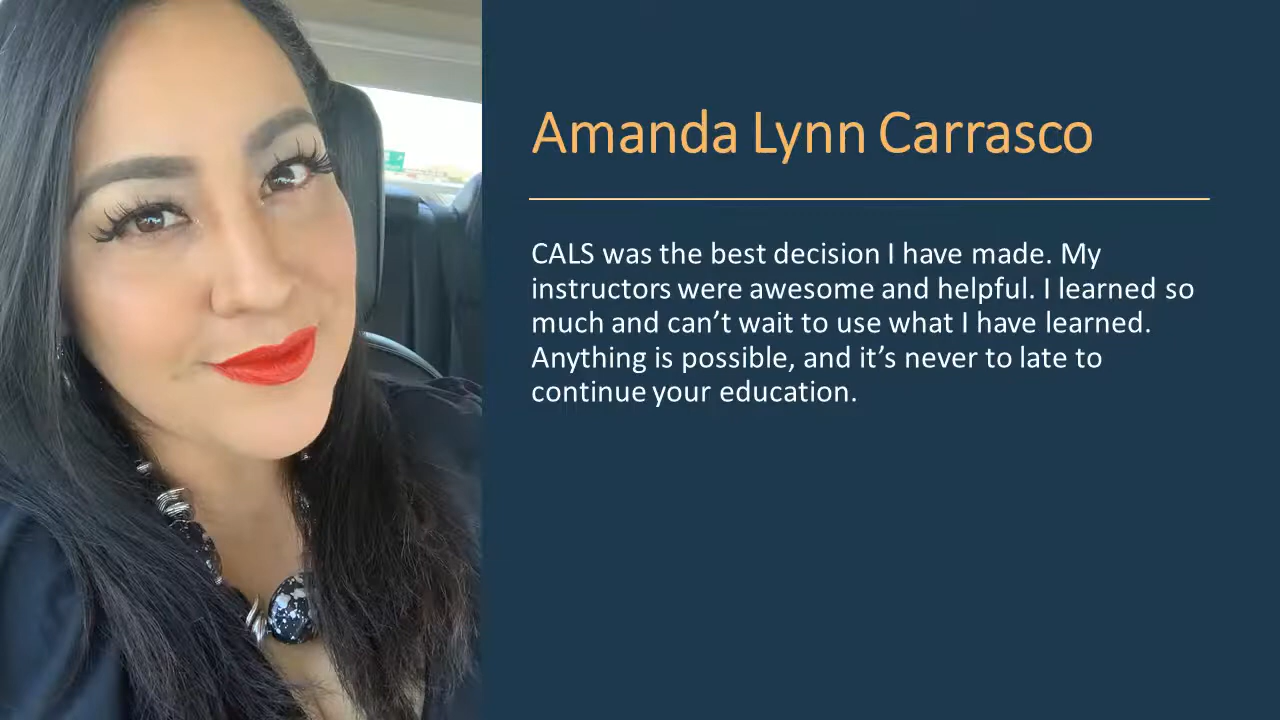 Amanda Lynn Carrasco
CALS was the best decision I have made. My
instructors were awesome and helpful. I learned so
much and can’t wait to use what I have learned.
Anything is possible, and it’s never to late to
continue your education.